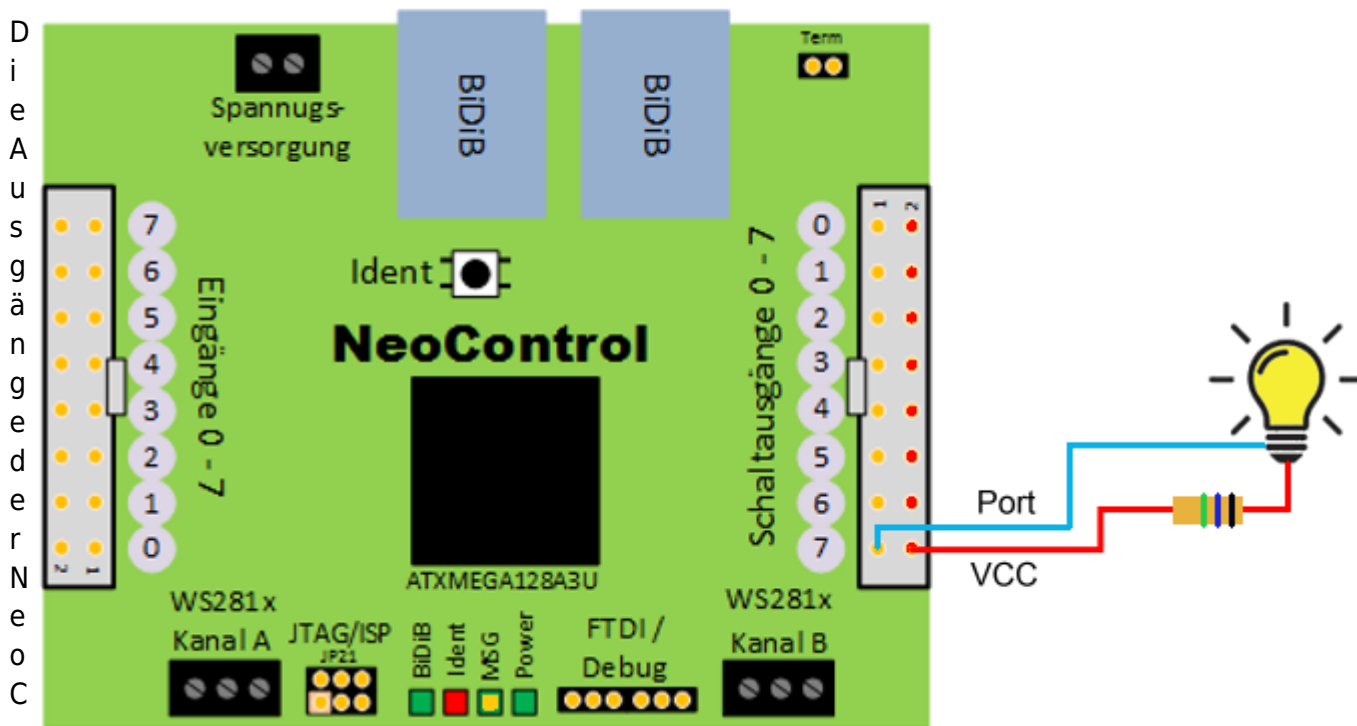 D
i
e
A
u
s
g
ä
n
g
e
d
e
r
N
e
o
C
Spannugs-
versorgung
BiDiB
BiDiB
Term
7
6
5
4
3
2
1
0
Eingänge 0 - 7
2 1
Ident
NeoControl
ATXMEGA128A3U
Schaltausgänge 0 - 7
0
1
2
3
4
5
6
7
1 2
Port
VCC
WS281x
Kanal A
JTAG/ISP
JP21
BiDiB
Ident
MSG
Power
FTDI /
Debug
WS281x
Kanal B